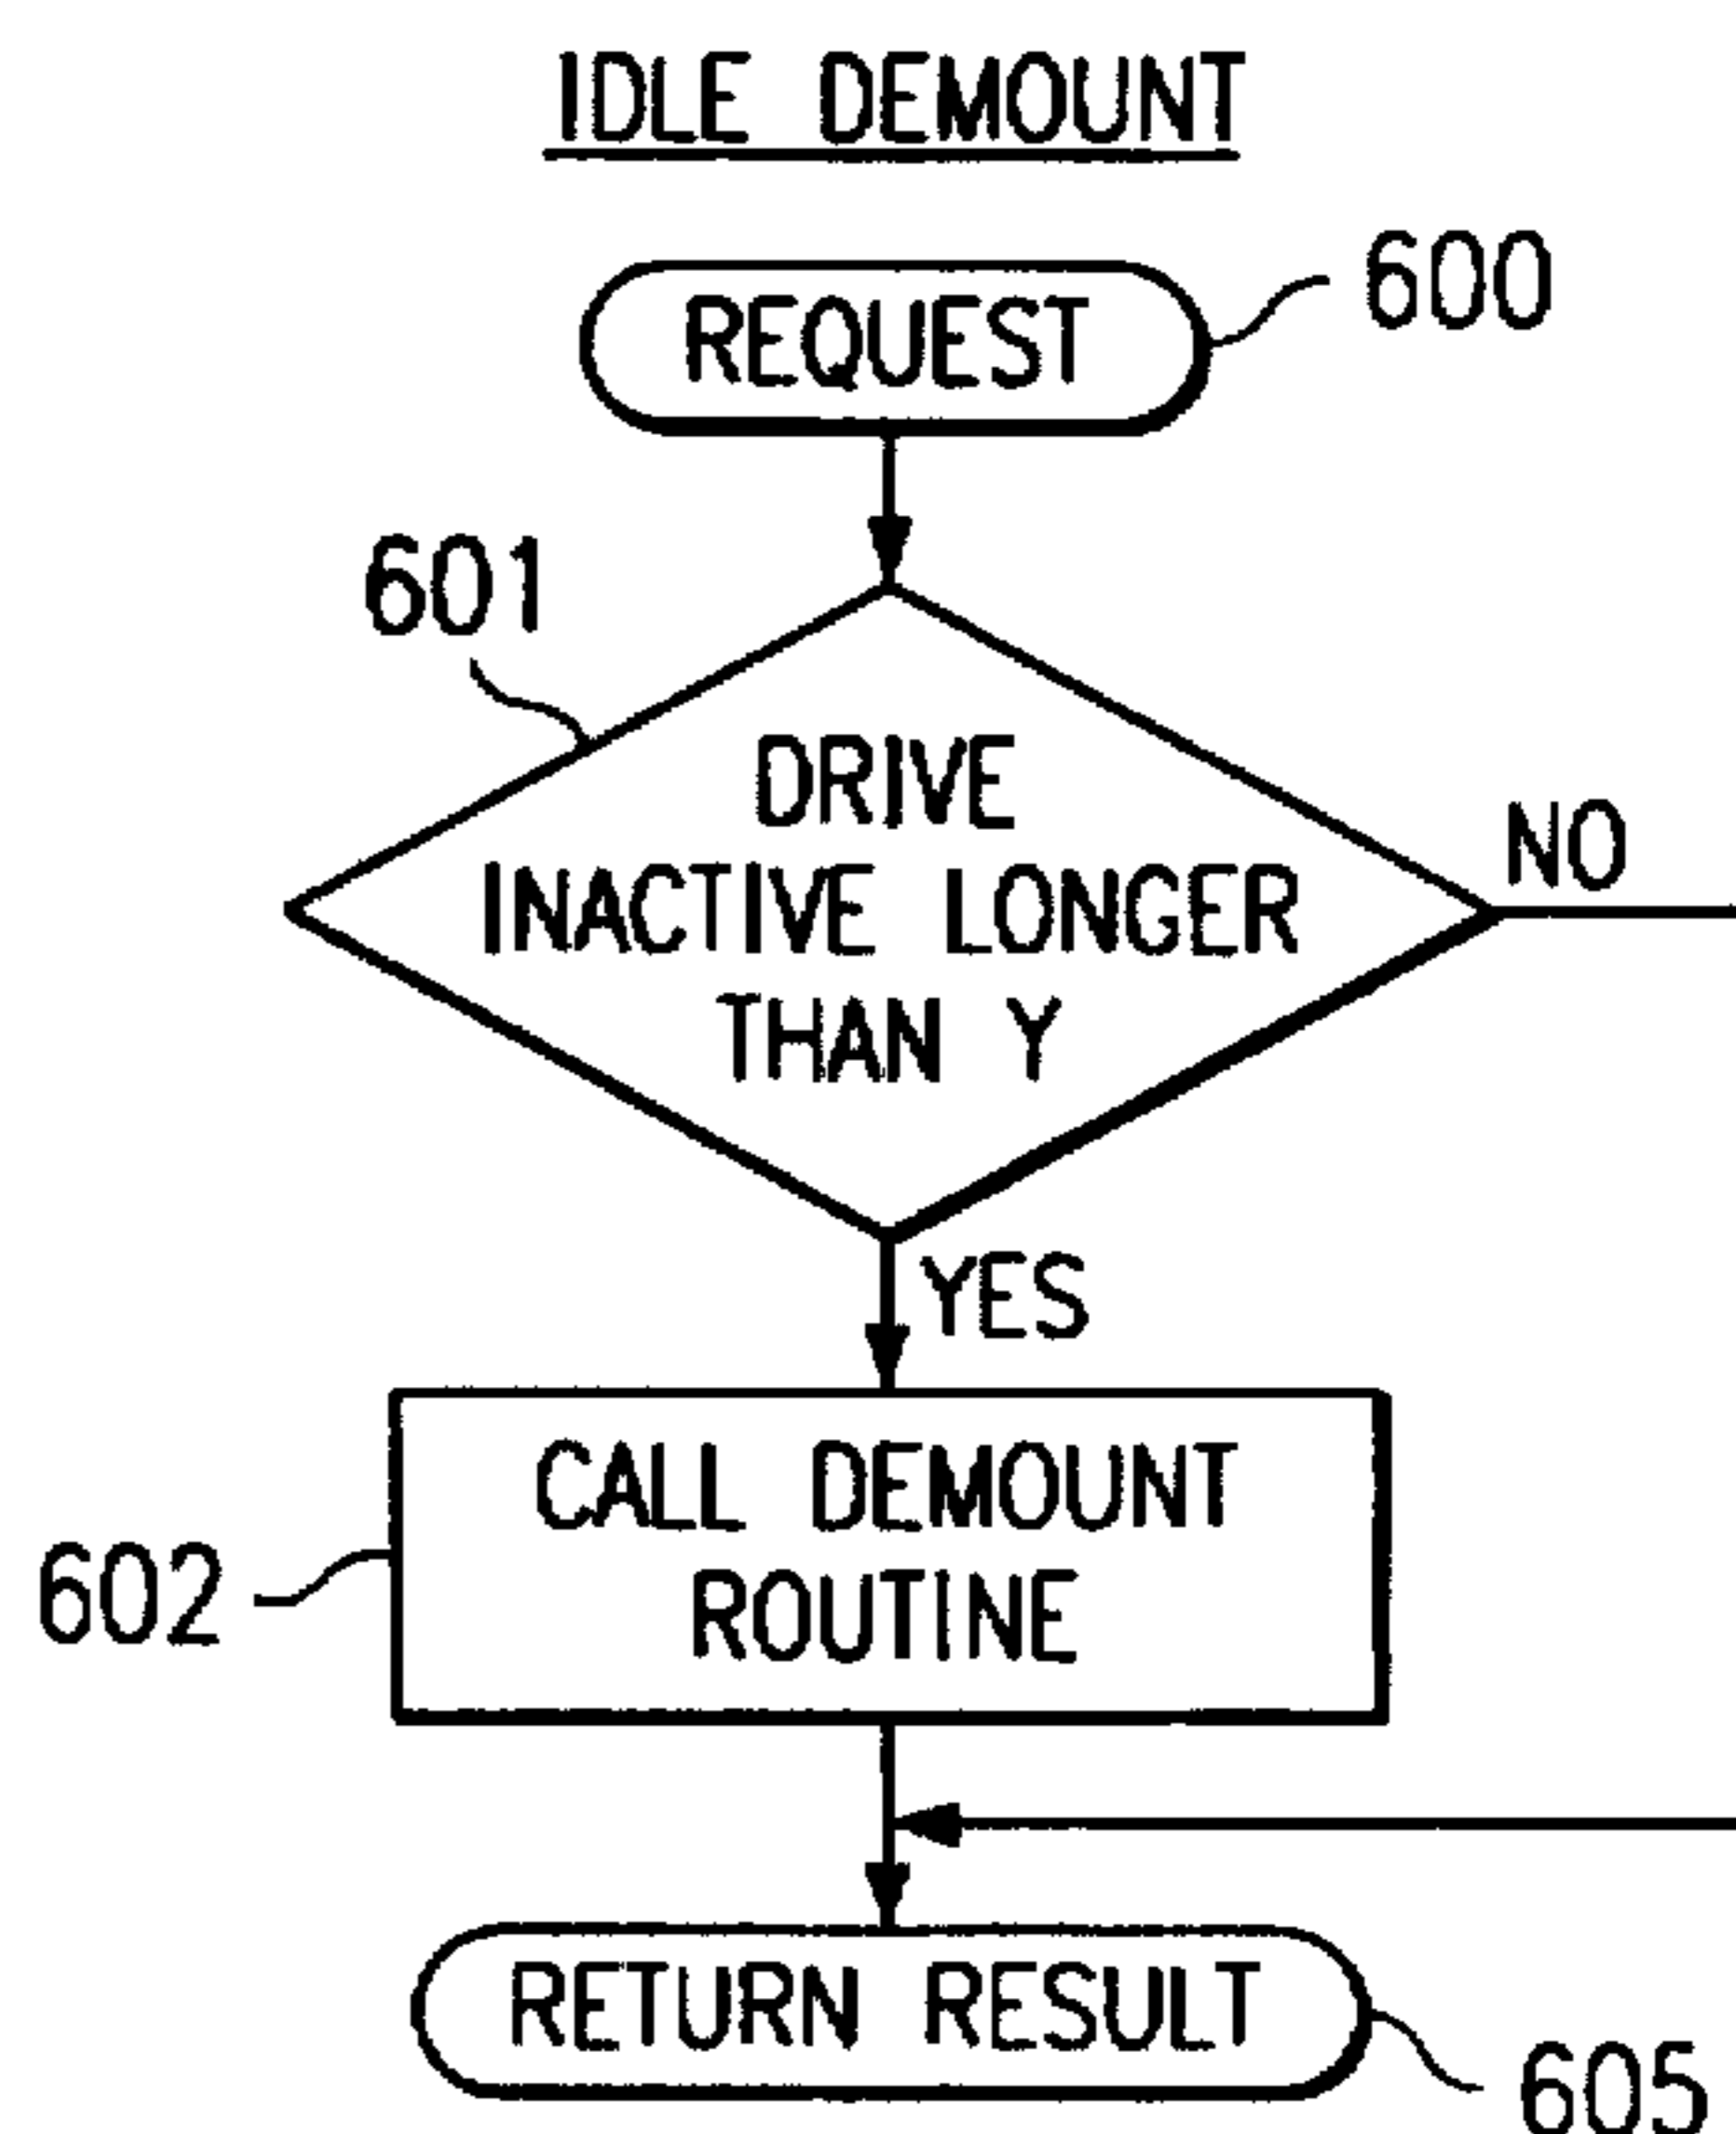 IDLE DEMOUNT
REQUEST
600
601
DRIVE
INACTIVE LONGER
THAN Y
NO
YES
CALL DEMOUNT
ROUTINE
602
RETURN RESULT
605